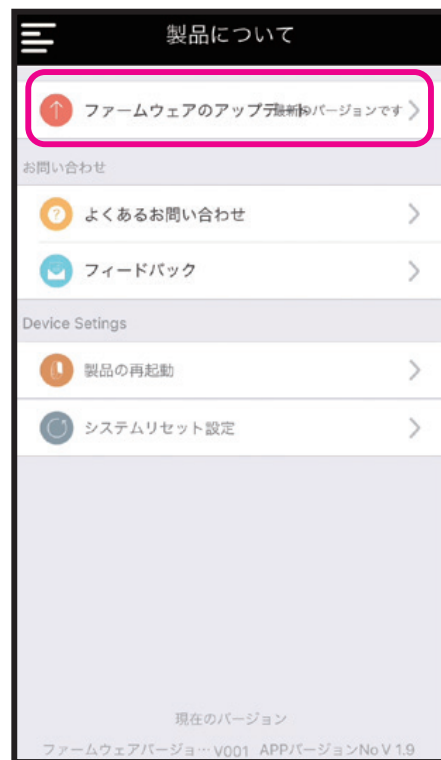 製品について
ファームウェアのアップデート最新のバージョンです
お問い合わせ
よくあるお問い合わせ
フィードバック
Device Setings
製品の再起動
システムリセット設定
現在のバージョン
ファームウェアバージョ… V001 APPバージョンNo V 1.9